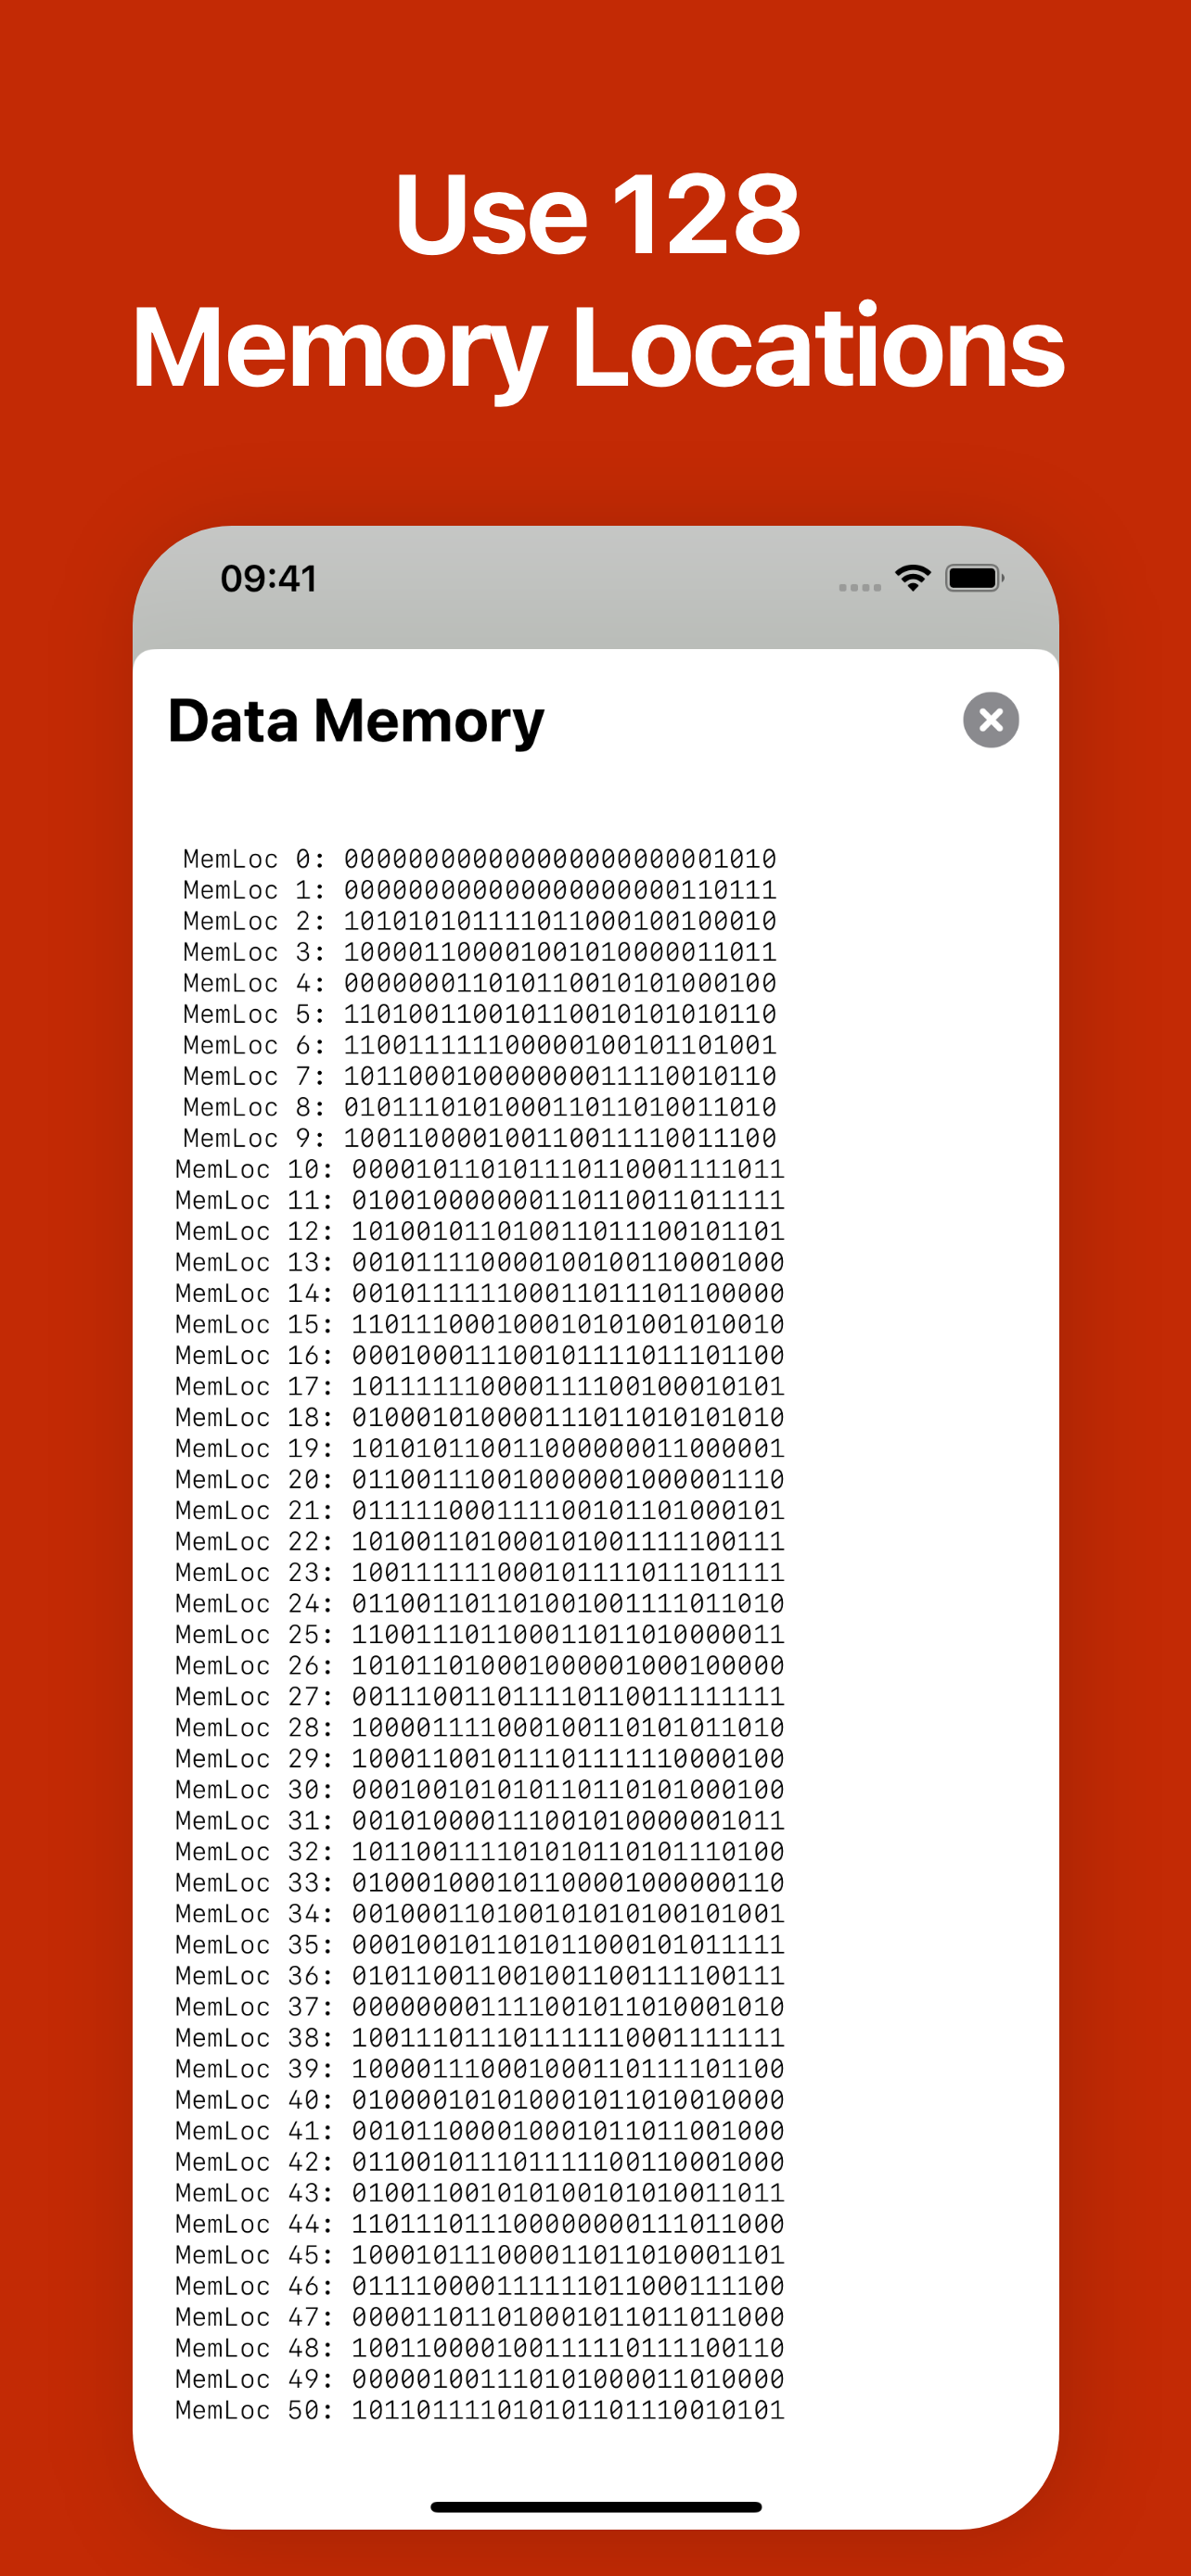 Use 128
Memory Locations
09:41
Data Memory
MemLoc 0: 000000000000000000000001010
MemLoc 1: 000000000000000000000110111
MemLoc 2: 101010101111011000100100010
MemLoc 3: 100001100001001010000011011
MemLoc 4: 000000011010110010101000100
MemLoc 5: 110100110010110010101010110
MemLoc 6: 110011111100000100101101001
MemLoc 7: 101100010000000011110010110
MemLoc 8: 010111010100011011010011010
MemLoc 9: 100110000100110011110011100
MemLoc 10: 000010110101110110001111011
MemLoc 11: 010010000000110110011011111
MemLoc 12: 101001011010011011100101101
MemLoc 13: 001011110000100100110001000
MemLoc 14: 001011111100011011101100000
MemLoc 15: 110111000100010101001010010
MemLoc 16: 000100011100101111011101100
MemLoc 17: 101111110000111100100010101
MemLoc 18: 010001010000111011010101010
MemLoc 19: 101010110011000000011000001
MemLoc 20: 011001110010000001000001110
MemLoc 21: 011111000111100101101000101
MemLoc 22: 101001101000101001111100111
MemLoc 23: 100111111000101111011101111
MemLoc 24: 011001101101001001111011010
MemLoc 25: 110011101100011011010000011
MemLoc 26: 101011010001000001000100000
MemLoc 27: 001110011011110110011111111
MemLoc 28: 100001111000100110101011010
MemLoc 29: 100011001011101111110000100
MemLoc 30: 000100101010110110101000100
MemLoc 31: 001010000111001010000001011
MemLoc 32: 101100111101010110101110100
MemLoc 33: 010001000101100001000000110
MemLoc 34: 001000110100101010100101001
MemLoc 35: 000100101101011000101011111
MemLoc 36: 010110011001001100111100111
MemLoc 37: 000000001111001011010001010
MemLoc 38: 100111011101111110001111111
MemLoc 39: 100001110001000110111101100
MemLoc 40: 010000101010001011010010000
MemLoc 41: 001011000010001011011001000
MemLoc 42: 011001011101111100110001000
MemLoc 43: 010011001010100101010011011
MemLoc 44: 110111011100000000111011000
MemLoc 45: 100010111000011011010001101
MemLoc 46: 011110000111111011000111100
MemLoc 47: 000011011010001011011011000
MemLoc 48: 100110000100111110111100110
MemLoc 49: 000001001110101000011010000
MemLoc 50: 101101111010101101110010101